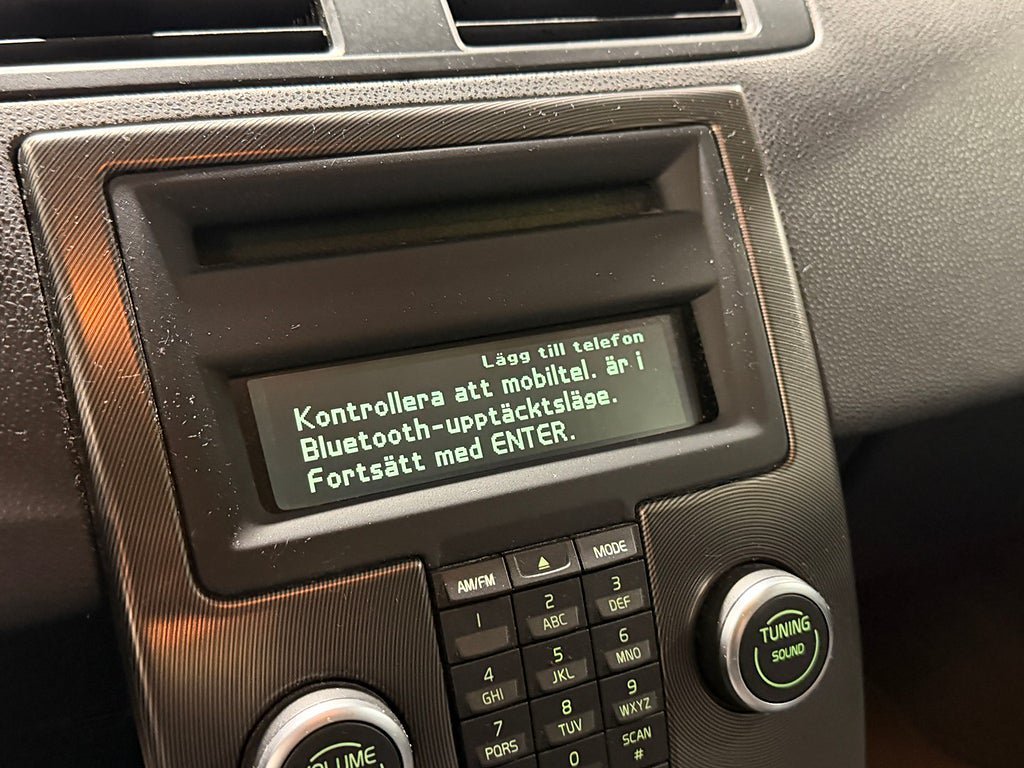 Lägg till telefon
Kontrollera att mobiltel. är i
Bluetooth-upptäcktsläge.
Fortsätt med ENTER.
AM/FM
MODE
1
2
ABC
3
DEF
4
GHI
5
JKL
6
MNO
7
PQRS
8
TUV
9
WXYZ
0
SCAN
#
TUNING
SOUND
VOLUME